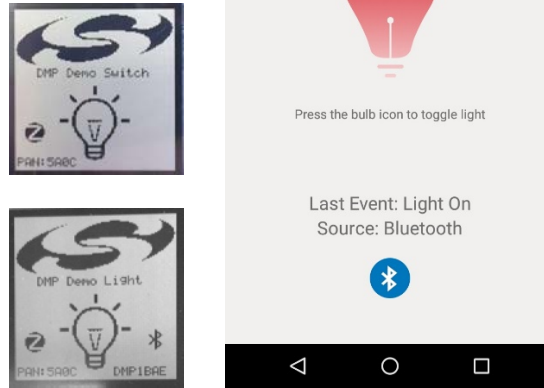 DMP Demo Switch
PAN:5A0C
DMP Demo Light
PAN:5A0C DMP1BAE
Press the bulb icon to toggle light
Last Event: Light On
Source: Bluetooth